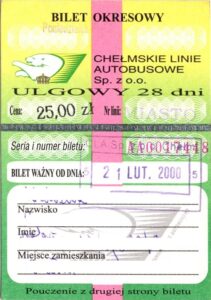 BILET OKRESOWY
CHEŁMSKIE LINIE
AUTOBUSOWE
Sp. z o.o.
ULGOWY 28 dni
Cena: 25,00 zł Nr linii: MIASTO
Seria i numer biletu:
BILET WAŻNY OD DNIA:
21 LUT. 2000
Nazwisko
Imię
Miejsce zamieszkania
Pouczenie z drugiej strony biletu